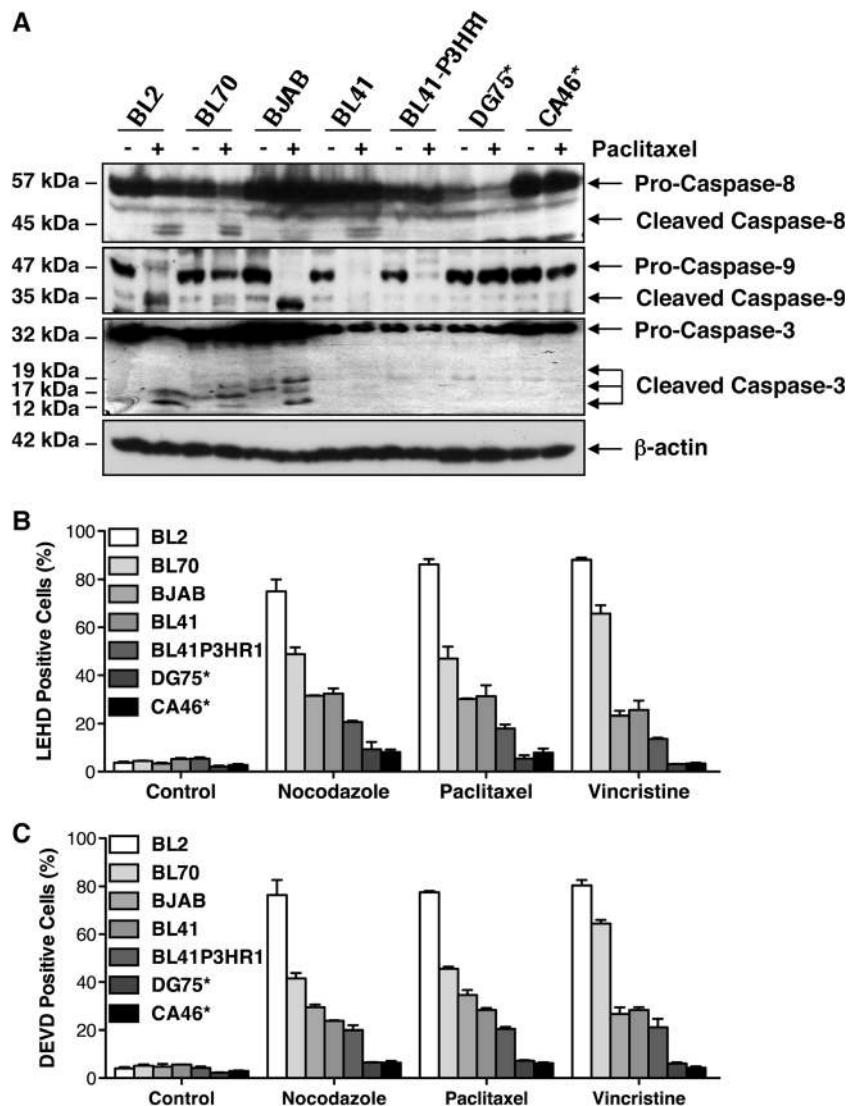 A
BL2 BL70 BJAB BL41 BL41-P3HR1 DG75* CA46*
- + - + - + - + - + - + - + Paclitaxel
57 kDa Pro-Caspase-8
45 kDa Cleaved Caspase-8
47 kDa Pro-Caspase-9
35 kDa Cleaved Caspase-9
32 kDa Pro-Caspase-3
19 kDa
17 kDa Cleaved Caspase-3
12 kDa
42 kDa β-actin
B
LEHD Positive Cells (%)
100
80
60
40
20
0
BL2
BL70
BJAB
BL41
BL41P3HR1
DG75*
CA46*
Control Nocodazole Paclitaxel Vincristine
C
DEVD Positive Cells (%)
100
80
60
40
20
0
BL2
BL70
BJAB
BL41
BL41P3HR1
DG75*
CA46*
Control Nocodazole Paclitaxel Vincristine